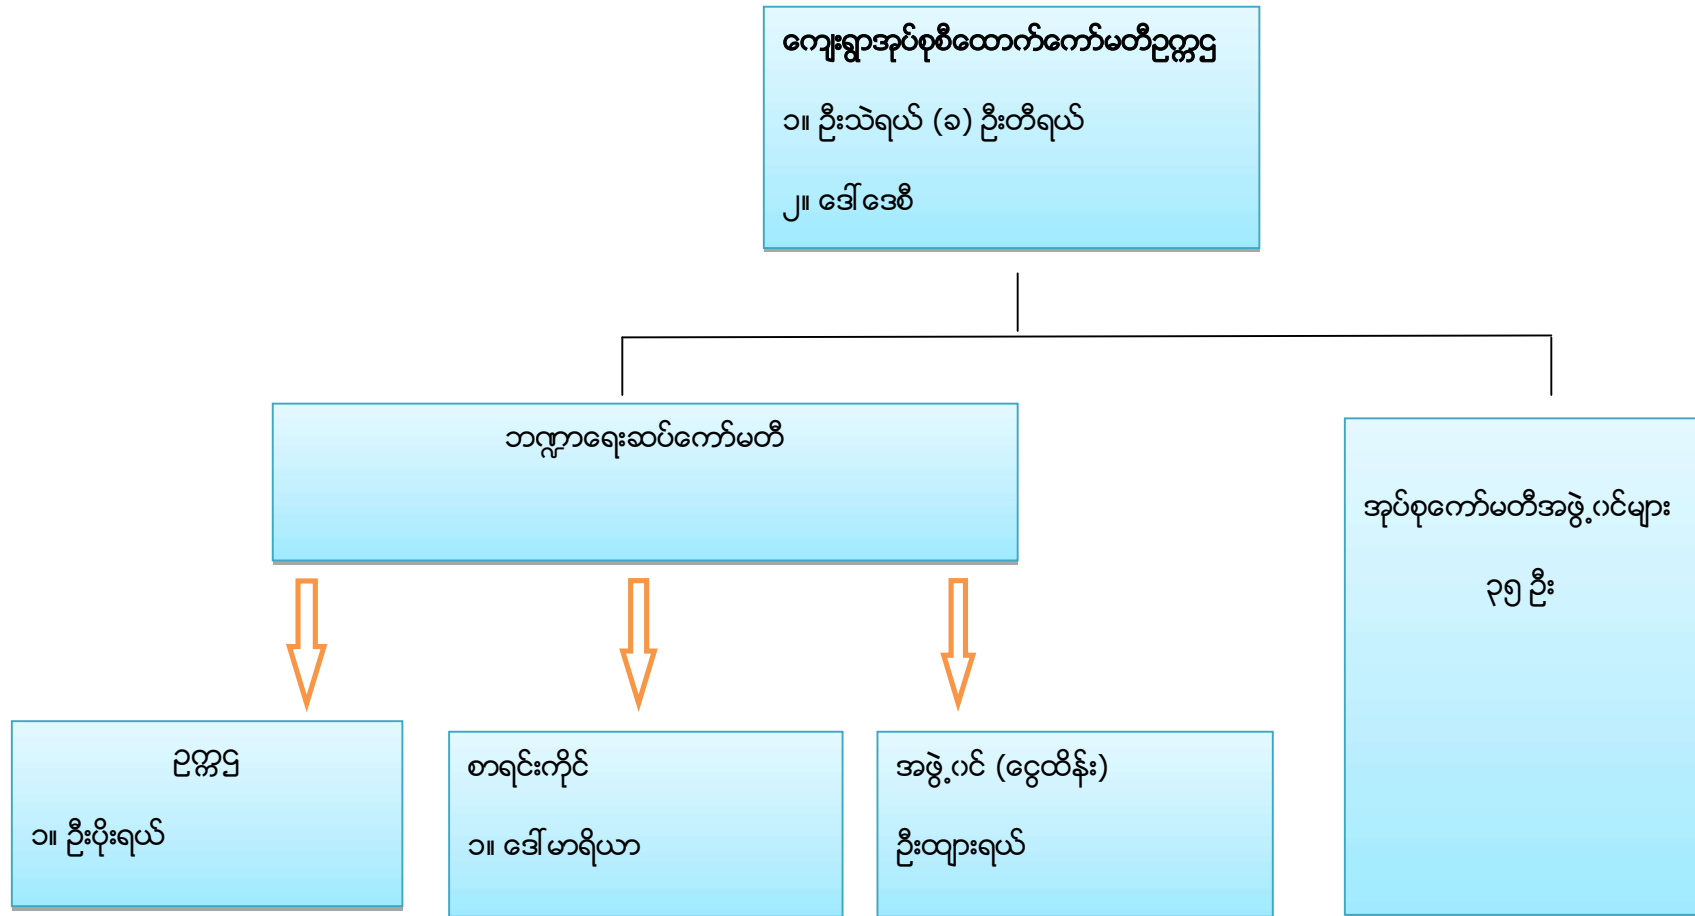 ကျေးရွာအုပ်စုစီထောက်ကော်မတီဥက္ကဌ
၁။ ဦးသဲရယ် (ခ) ဦးတီရယ်
၂။ ဒေါ်ဒေစီ
ဘဏ္ဍာရေးဆပ်ကော်မတီ
အုပ်စုကော်မတီအဖွဲ့ဝင်များ
၃၅ ဦး
ဥက္ကဌ
၁။ ဦးပိုးရယ်
စာရင်းကိုင်
၁။ ဒေါ်မာရိယာ
အဖွဲ့ဝင် (ငွေထိန်း)
ဦးထျားရယ်